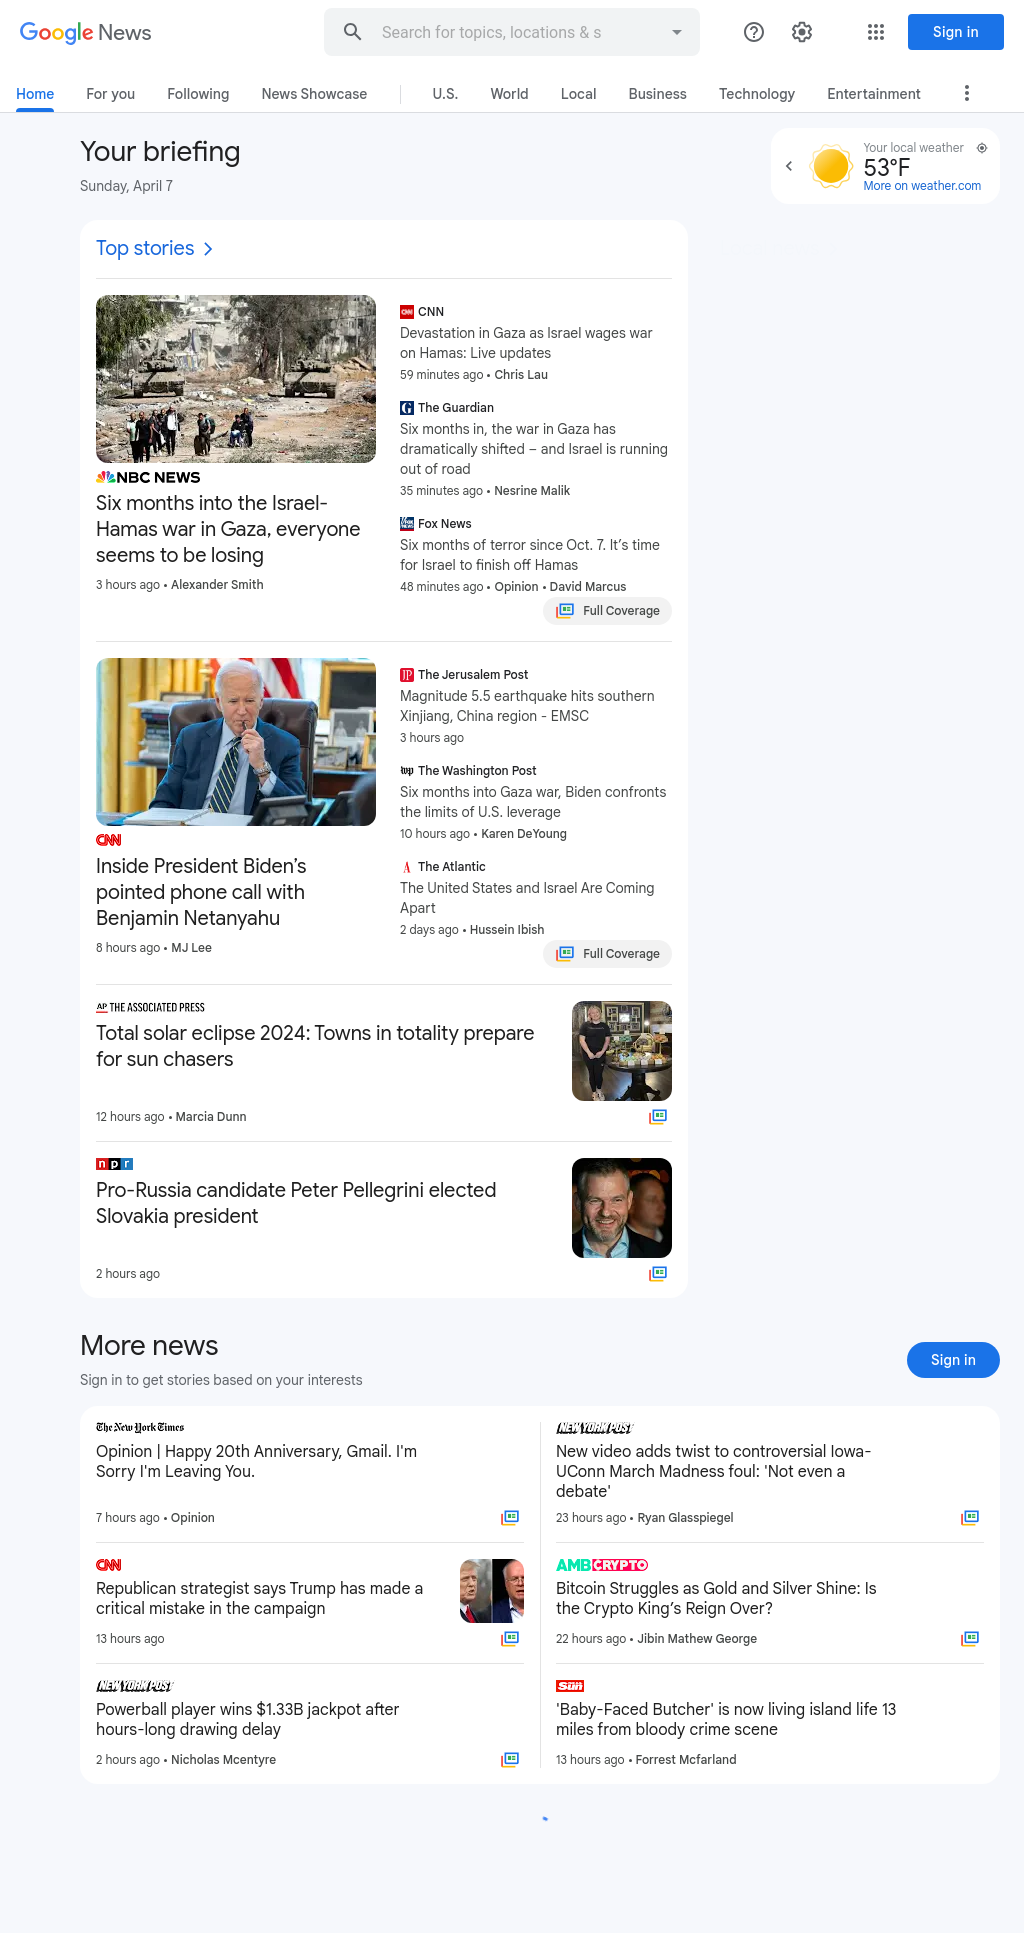 Google News
Search for topics, locations & s
Sign in
Home
For you
Following
News Showcase
U.S.
World
Local
Business
Technology
Entertainment
Your briefing
Sunday, April 7
Your local weather
53°F
More on weather.com
Top stories
NBC NEWS
Six months into the Israel-
Hamas war in Gaza, everyone
seems to be losing
3 hours ago • Alexander Smith
CNN
CNN
Devastation in Gaza as Israel wages war
on Hamas: Live updates
59 minutes ago • Chris Lau
G
The Guardian
Six months in, the war in Gaza has
dramatically shifted – and Israel is running
out of road
35 minutes ago • Nesrine Malik
Fox News
Six months of terror since Oct. 7. It’s time
for Israel to finish off Hamas
48 minutes ago • Opinion • David Marcus
Full Coverage
CNN
Inside President Biden’s
pointed phone call with
Benjamin Netanyahu
8 hours ago • MJ Lee
JP
The Jerusalem Post
Magnitude 5.5 earthquake hits southern
Xinjiang, China region - EMSC
3 hours ago
wp
The Washington Post
Six months into Gaza war, Biden confronts
the limits of U.S. leverage
10 hours ago • Karen DeYoung
A
The Atlantic
The United States and Israel Are Coming
Apart
2 days ago • Hussein Ibish
Full Coverage
AP THE ASSOCIATED PRESS
Total solar eclipse 2024: Towns in totality prepare
for sun chasers
12 hours ago • Marcia Dunn
npr
Pro-Russia candidate Peter Pellegrini elected
Slovakia president
2 hours ago
More news
Sign in to get stories based on your interests
Sign in
The New York Times
Opinion | Happy 20th Anniversary, Gmail. I'm
Sorry I'm Leaving You.
7 hours ago • Opinion
NEW YORK POST
New video adds twist to controversial Iowa-
UConn March Madness foul: 'Not even a
debate'
23 hours ago • Ryan Glasspiegel
CNN
Republican strategist says Trump has made a
critical mistake in the campaign
13 hours ago
AMBCRYPTO
Bitcoin Struggles as Gold and Silver Shine: Is
the Crypto King’s Reign Over?
22 hours ago • Jibin Mathew George
NEW YORK POST
Powerball player wins $1.33B jackpot after
hours-long drawing delay
2 hours ago • Nicholas Mcentyre
Sun
'Baby-Faced Butcher' is now living island life 13
miles from bloody crime scene
13 hours ago • Forrest Mcfarland